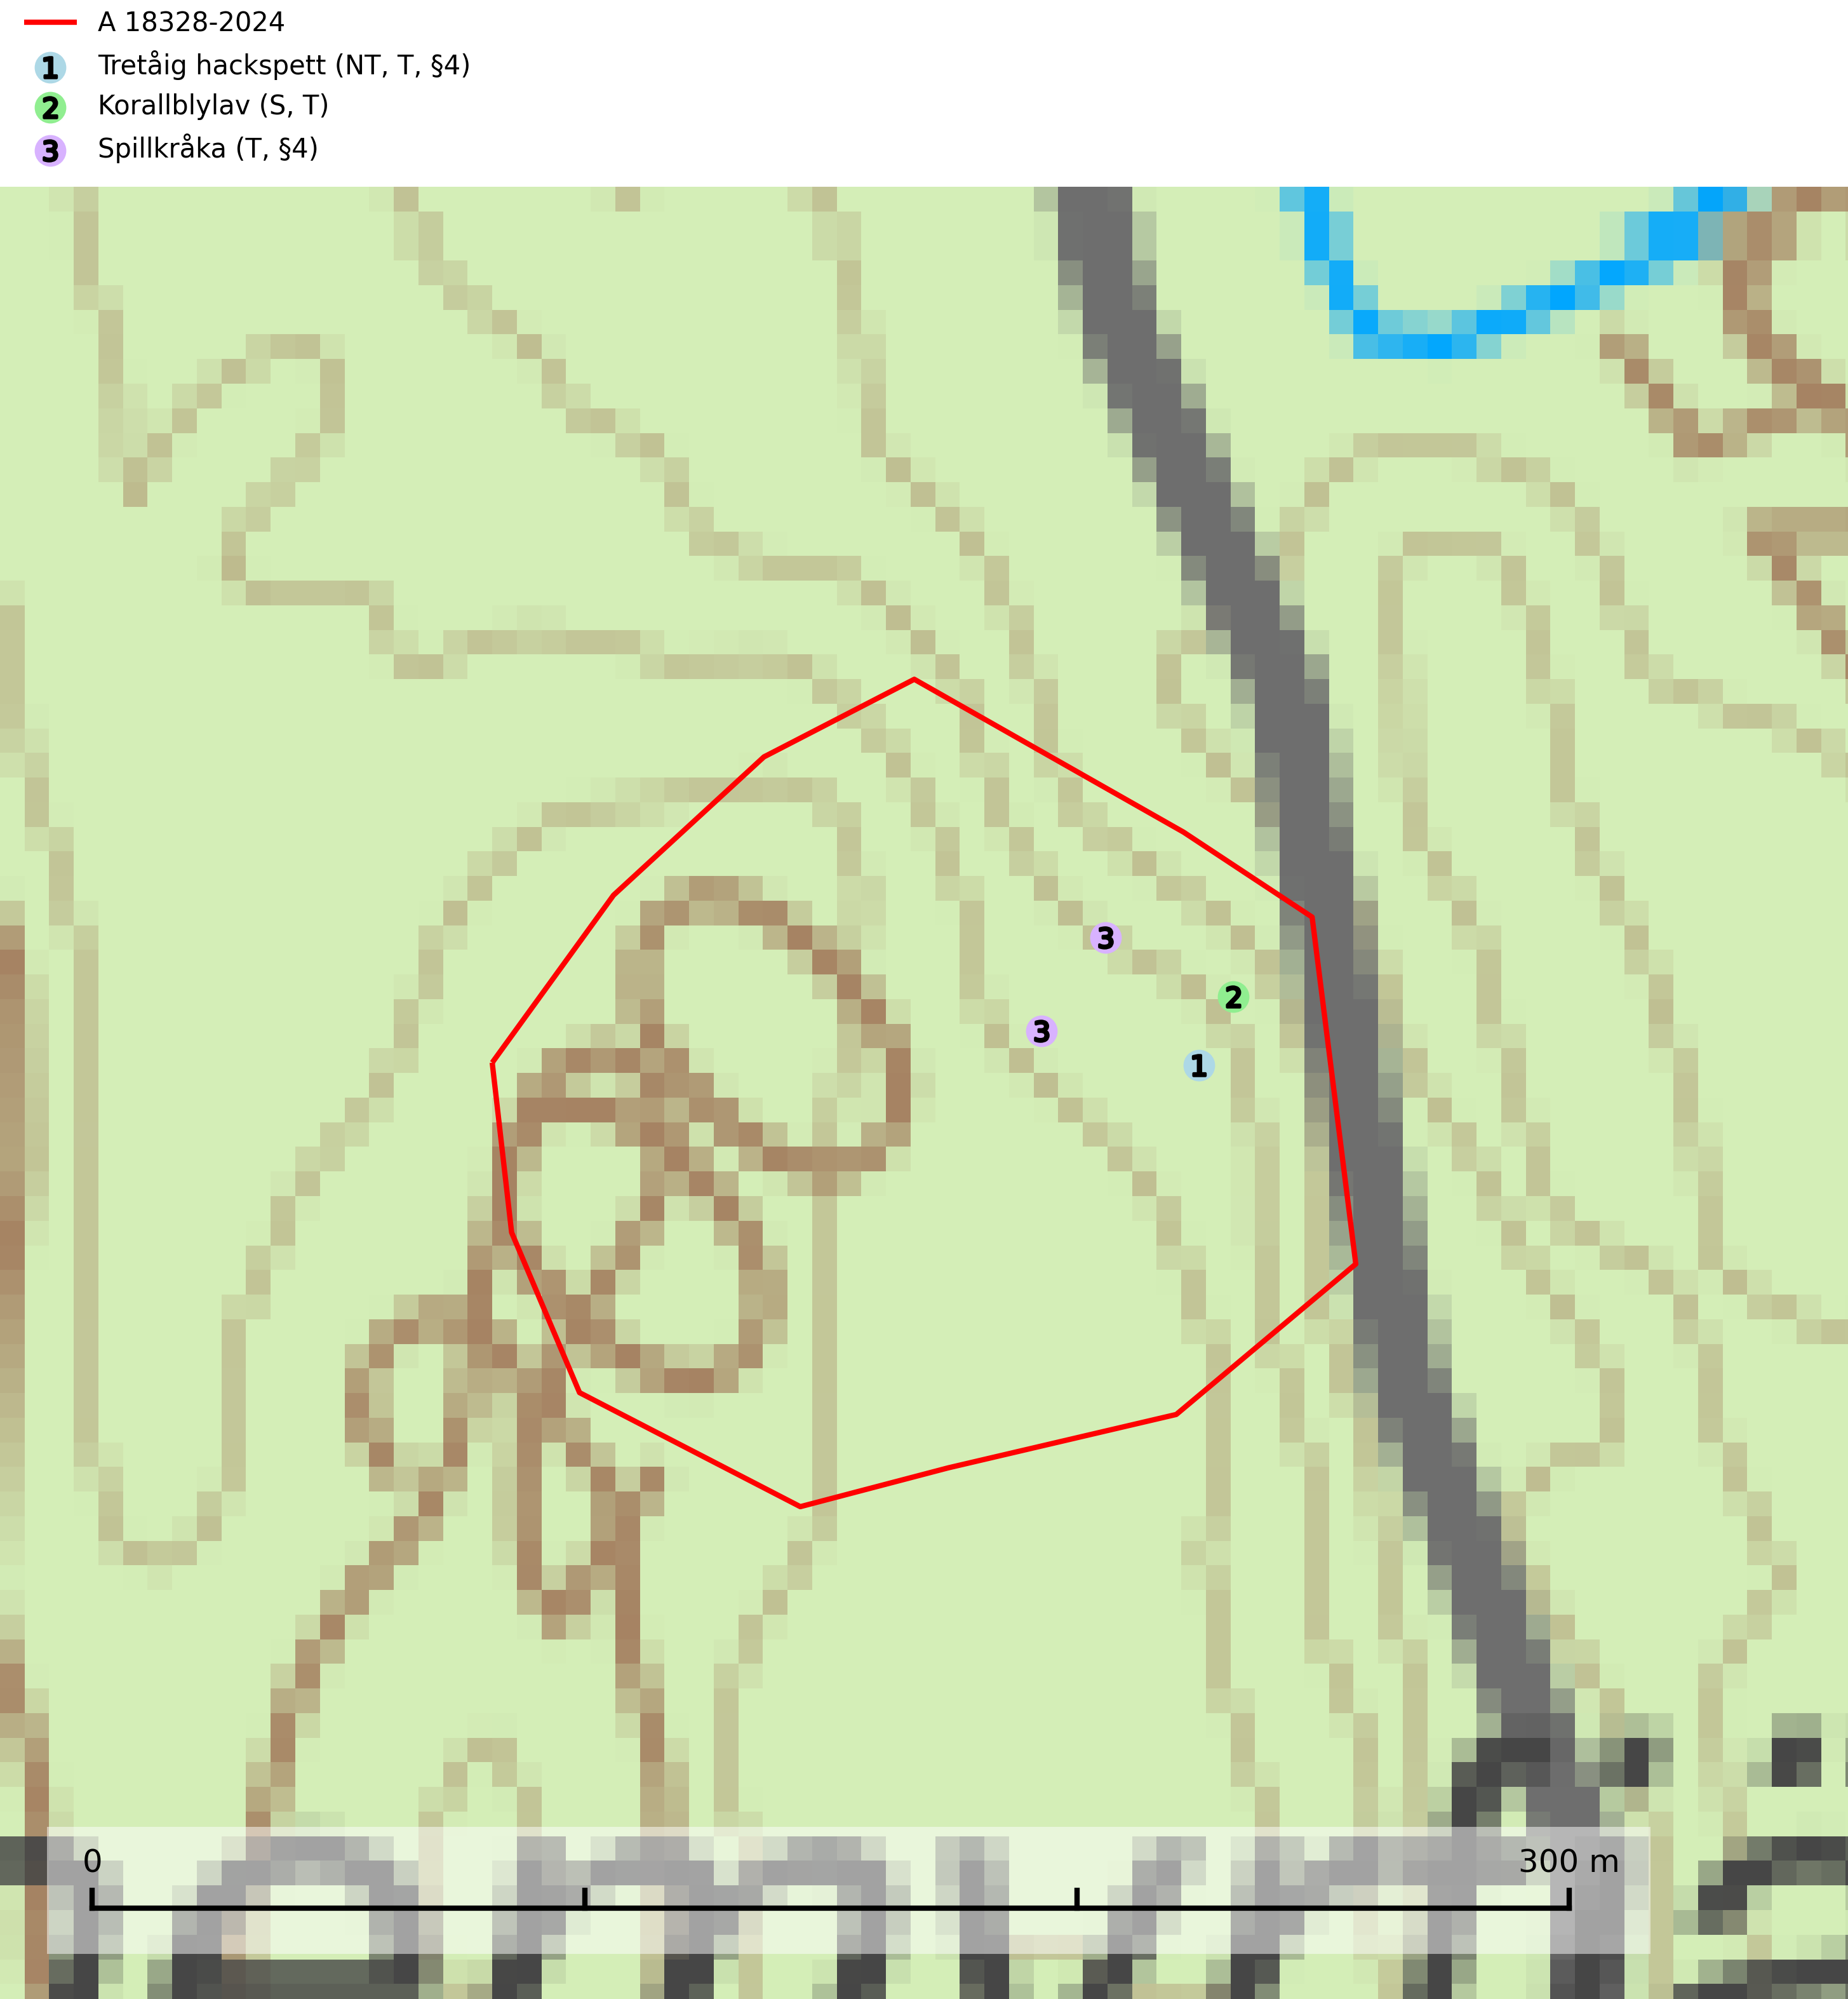 A 18328-2024
1 Tretåig hackspett (NT, T, §4)
2 Korallblylav (S, T)
3 Spillkråka (T, §4)
3
2
3
1
0 300 m